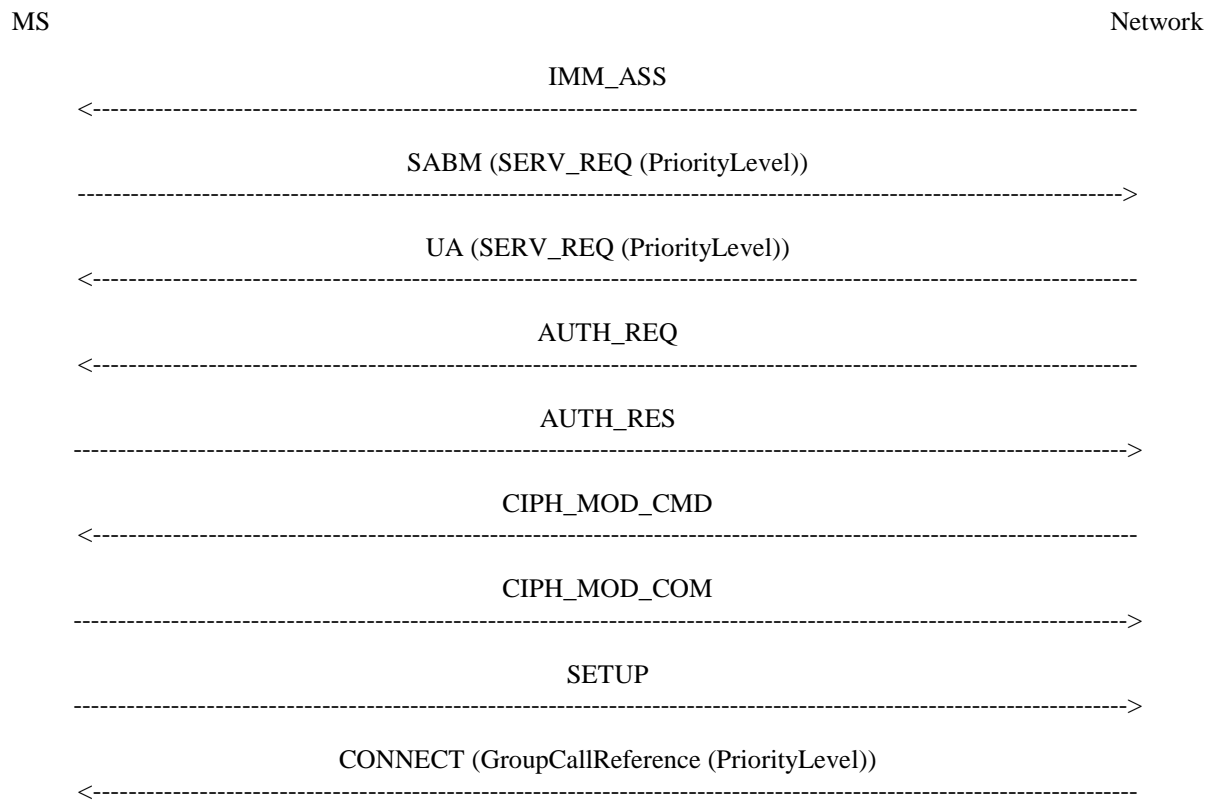 MS Network
IMM_ASS
SABM (SERV_REQ (PriorityLevel))
UA (SERV_REQ (PriorityLevel))
AUTH_REQ
AUTH_RES
CIPH_MOD_CMD
CIPH_MOD_COM
SETUP
CONNECT (GroupCallReference (PriorityLevel))